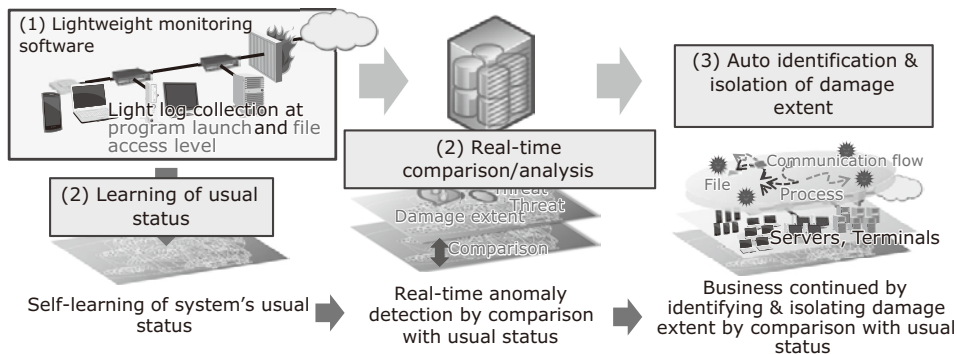 (1) Lightweight monitoring
software
Light log collection at
program launch and file
access level
(2) Learning of usual
status
Self-learning of system's usual
status
(2) Real-time
comparison/analysis
Threat
Threat
Damage extent
Comparison
Real-time anomaly
detection by comparison
with usual status
(3) Auto identification &
isolation of damage
extent
Communication flow
File
Process
Servers, Terminals
Business continued by
identifying & isolating damage
extent by comparison with usual
status